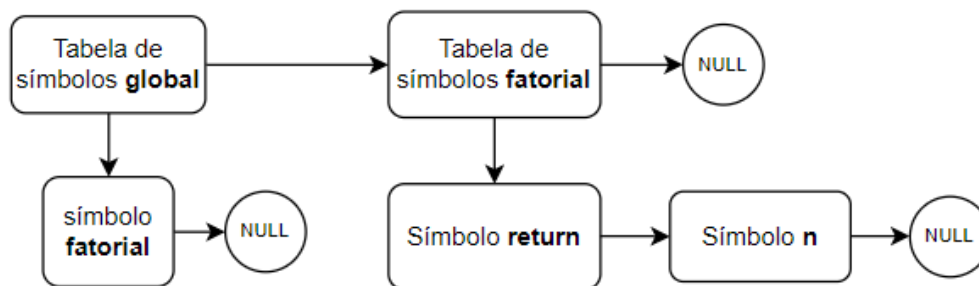 Tabela de
símbolos global
Tabela de
símbolos fatorial
NULL
símbolo
fatorial
NULL
Símbolo return
Símbolo n
NULL